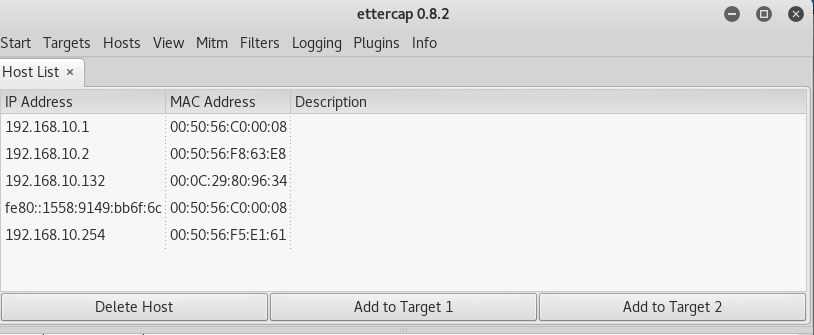 ettercap 0.8.2
Start Targets Hosts View Mitm Filters Logging Plugins Info
Host List ×
IP Address MAC Address Description
192.168.10.1 00:50:56:C0:00:08
192.168.10.2 00:50:56:F8:63:E8
192.168.10.132 00:0C:29:80:96:34
fe80::1558:9149:bb6f:6c 00:50:56:C0:00:08
192.168.10.254 00:50:56:F5:E1:61
Delete Host Add to Target 1 Add to Target 2